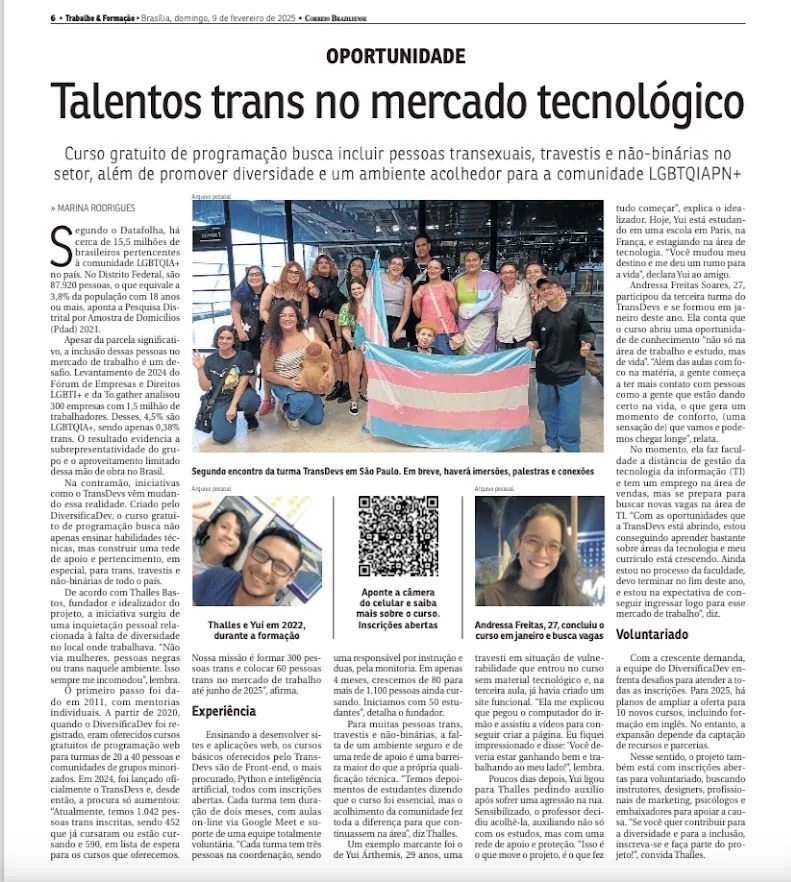 6 • Trabalho & Formação • Brasília, domingo, 9 de fevereiro de 2025 • CORREIO BRAZILIENSE
OPORTUNIDADE
Talentos trans no mercado tecnológico
Curso gratuito de programação busca incluir pessoas transexuais, travestis e não-binárias no
setor, além de promover diversidade e um ambiente acolhedor para a comunidade LGBTQIAPN+
» MARINA RODRIGUES
Segundo o Datafolha, há
cerca de 15,5 milhões de
brasileiros pertencentes
à comunidade LGBTQIA+
no país. No Distrito Federal, são
87.920 pessoas, o que equivale a
3,8% da população com 18 anos
ou mais, aponta a Pesquisa Dis-
trital por Amostra de Domicílios
(Pdad) 2021.
Apesar da parcela significati-
vo, a inclusão dessas pessoas no
mercado de trabalho é um de-
safio. Levantamento de 2024 do
Fórum de Empresas e Direitos
LGBTI+ e da To.gather analisou
300 empresas com 1,5 milhão de
trabalhadores. Desses, 4,5% são
LGBTQIA+, sendo apenas 0,38%
trans. O resultado evidencia a
subrepresentatividade do gru-
po e o aproveitamento limitado
dessa mão de obra no Brasil.
Na contramão, iniciativas
como o TransDevs vêm mudan-
do essa realidade. Criado pelo
DiversificaDev, o curso gratui-
to de programação busca não
apenas ensinar habilidades téc-
nicas, mas construir uma rede
de apoio e pertencimento, em
especial, para trans, travestis e
não-binárias de todo o país.
De acordo com Thalles Bas-
tos, fundador e idealizador do
projeto, a iniciativa surgiu de
uma inquietação pessoal rela-
cionada à falta de diversidade
no local onde trabalhava. “Não
via mulheres, pessoas negras
ou trans naquele ambiente. Isso
sempre me incomodou”, lembra.
O primeiro passo foi da-
do em 2011, com mentorias
individuais. A partir de 2020,
quando o DiversificaDev foi re-
gistrado, eram oferecidos cursos
gratuitos de programação web
para turmas de 20 a 40 pessoas e
comunidades de grupos minori-
zados. Em 2024, foi lançado ofi-
cialmente o TransDevs e, desde
então, a procura só aumentou:
“Atualmente, temos 1.042 pes-
soas trans inscritas, sendo 452
que já cursaram ou estão cur-
sando e 590, em lista de espera
para os cursos que oferecemos.
Arquivo pessoal
Segundo encontro da turma TransDevs em São Paulo. Em breve, haverá imersões, palestras e conexões
Arquivo pessoal
Thalles e Yui em 2022,
durante a formação
Aponte a câmera
do celular e saiba
mais sobre o curso.
Inscrições abertas
Arquivo pessoal
Andressa Freitas, 27, concluiu o
curso em janeiro e busca vagas
Nossa missão é formar 300 pes-
soas trans e colocar 60 pessoas
trans no mercado de trabalho
até junho de 2025”, afirma.
Experiência
Ensinando a desenvolver si-
tes e aplicações web, os cursos
básicos oferecidos pelo Trans-
Devs são de Front-end, o mais
procurado, Python e inteligência
artificial, todos com inscrições
abertas. Cada turma tem dura-
ção de dois meses, com aulas
on-line via Google Meet e su-
porte de uma equipe totalmente
voluntária. “Cada turma tem três
pessoas na coordenação, sendo
uma responsável por instrução e
duas, pela monitoria. Em apenas
4 meses, crescemos de 80 para
mais de 1.100 pessoas ainda cur-
sando. Iniciamos com 50 estu-
dantes”, detalha o fundador.
Para muitas pessoas trans,
travestis e não-binárias, a fal-
ta de um ambiente seguro e de
uma rede de apoio é uma barrei-
ra maior do que a própria quali-
ficação técnica. “Temos depoi-
mentos de estudantes dizendo
que o curso foi essencial, mas o
acolhimento da comunidade fez
toda a diferença para que con-
tinuassem na área”, diz Thalles.
Um exemplo marcante foi o
de Yui Árthemis, 29 anos, uma
travesti em situação de vulne-
rabilidade que entrou no curso
sem material tecnológico e, na
terceira aula, já havia criado um
site funcional. “Ela me explicou
que pegou o computador do ir-
mão e assistiu a vídeos para con-
seguir criar a página. Eu fiquei
impressionado e disse: ‘Você de-
veria estar ganhando bem e tra-
balhando ao meu lado!”, lembra.
Poucos dias depois, Yui ligou
para Thalles pedindo auxílio
após sofrer uma agressão na rua.
Sensibilizado, o professor deci-
diu acolhê-la, auxiliando não só
com os estudos, mas com uma
rede de apoio e proteção. “Isso é
o que move o projeto, é o que fez
tudo começar”, explica o ideali-
zador. Hoje, Yui está estudan-
do em uma escola em Paris, na
França, e estagiando na área de
tecnologia. “Você mudou meu
destino e me deu um rumo para
a vida”, declara Yui ao amigo.
Andressa Freitas Soares, 27,
participou da terceira turma do
TransDevs e se formou em ja-
neiro deste ano. Ela conta que
o curso abriu uma oportunida-
de de conhecimento “não só na
área de trabalho e estudo, mas
de vida”. “Além das aulas com fo-
co na matéria, a gente começa
a ter mais contato com pessoas
como a gente que estão dando
certo na vida, o que gera um
momento de conforto, (uma
sensação de) que vamos e pode-
mos chegar longe”, relata.
No momento, ela faz facul-
dade a distância de gestão da
tecnologia da informação (TI)
e tem um emprego na área de
vendas, mas se prepara para
buscar novas vagas na área de
TI. “Com as oportunidades que
a TransDevs está abrindo, estou
conseguindo aprender bastante
sobre áreas da tecnologia e meu
currículo está crescendo. Ainda
estou no processo da faculdade,
devo terminar no fim deste ano,
e estou na expectativa de con-
seguir ingressar logo para esse
mercado de trabalho”, diz.
Voluntariado
Com a crescente demanda,
a equipe do DiversificaDev en-
frenta desafios para atender a to-
das as inscrições. Para 2025, há
planos de ampliar a oferta para
10 novos cursos, incluindo for-
mação em inglês. No entanto, a
expansão depende da captação
de recursos e parcerias.
Nesse sentido, o projeto tam-
bém está com inscrições aber-
tas para voluntariado, buscando
instrutores, designers, profissio-
nais de marketing, psicólogos e
embaixadores para apoiar a cau-
sa. “Se você quer contribuir para
a diversidade e para a inclusão,
inscreva-se e faça parte do pro-
jeto!”, convida Thalles.